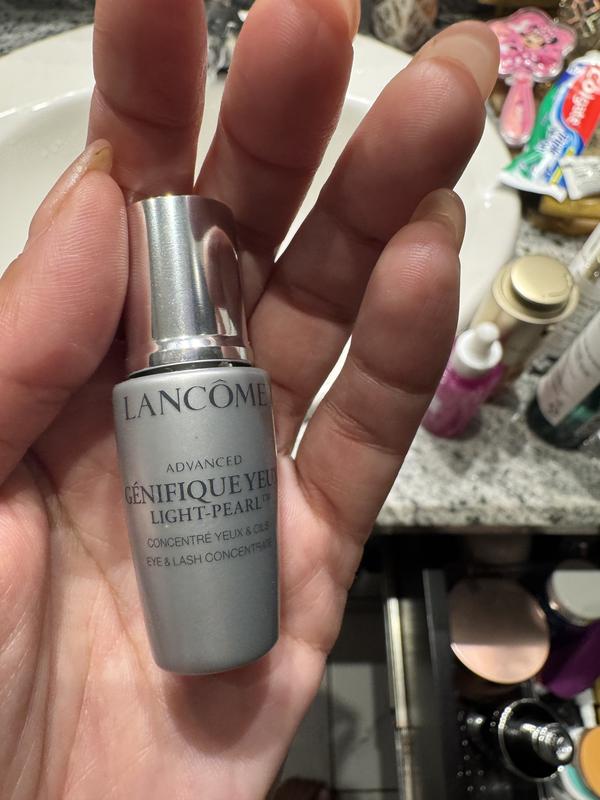 LANCÔME
ADVANCED
GÉNIFIQUE YEUX
LIGHT-PEARL™
CONCENTRÉ YEUX & CILS
EYE & LASH CONCENTRATE
Colgate